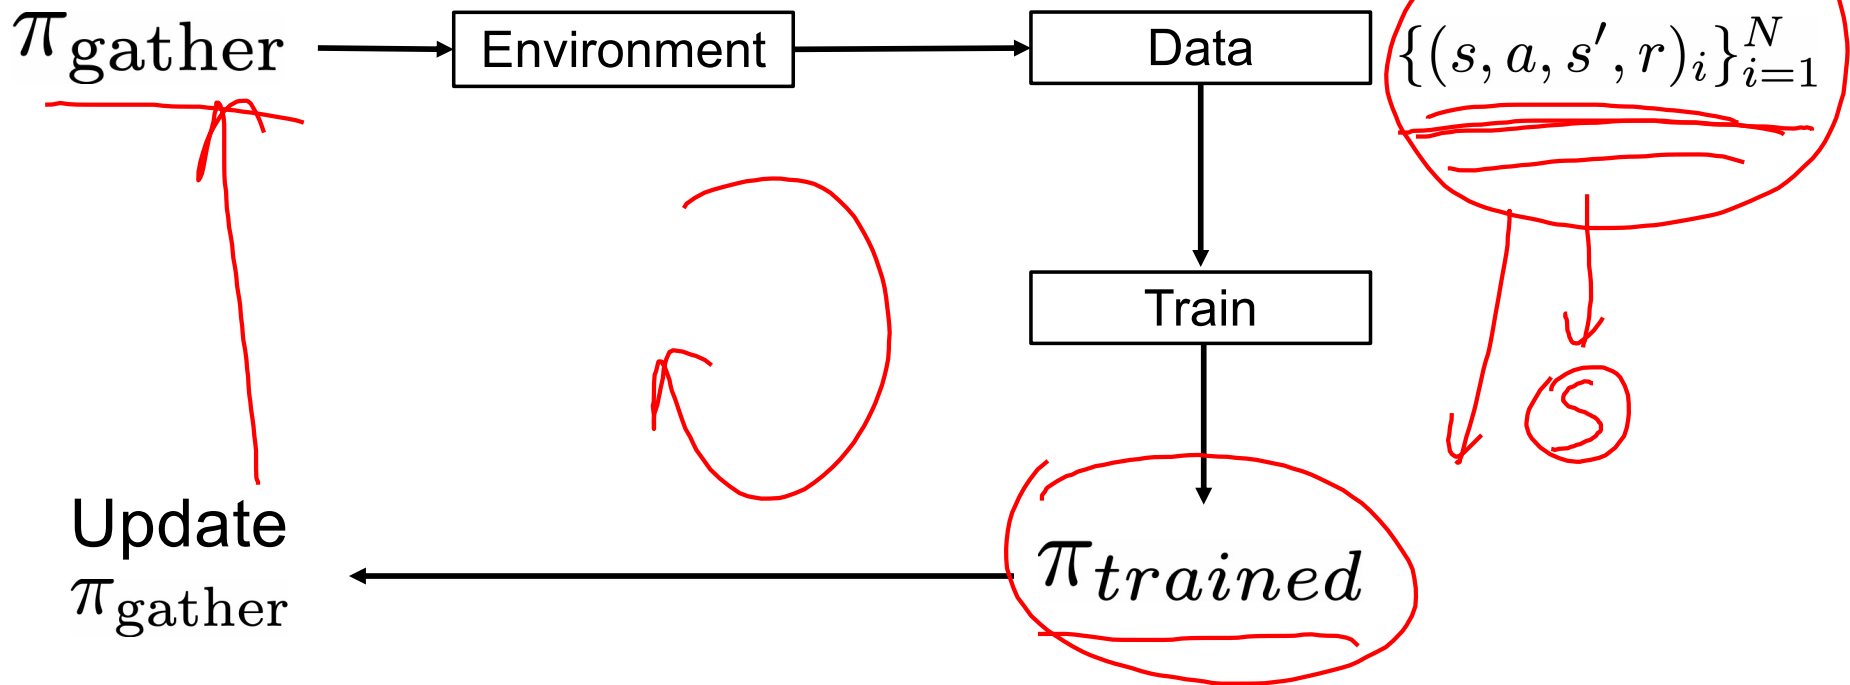 π_gather Environment Data {(s, a, s′, r)_i}_{i=1}^N
Train
S
Update
π_gather
π_trained